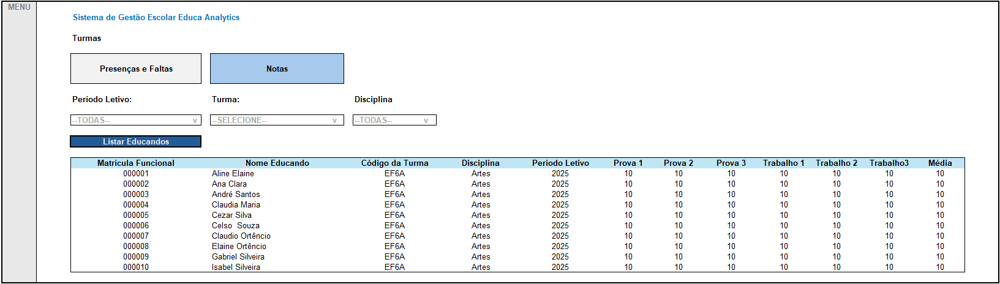 MENU
Sistema de Gestão Escolar Educa Analytics
Turmas
Presenças e Faltas Notas
Período Letivo: Turma: Disciplina
--TODAS-- v --SELECIONE-- v --TODAS-- v
Listar Educandos
Matrícula Funcional Nome Educando Código da Turma Disciplina Período Letivo Prova 1 Prova 2 Prova 3 Trabalho 1 Trabalho 2 Trabalho3 Média
000001 Aline Elaine EF6A Artes 2025 10 10 10 10 10 10 10
000002 Ana Clara EF6A Artes 2025 10 10 10 10 10 10 10
000003 André Santos EF6A Artes 2025 10 10 10 10 10 10 10
000004 Claudia Maria EF6A Artes 2025 10 10 10 10 10 10 10
000005 Cezar Silva EF6A Artes 2025 10 10 10 10 10 10 10
000006 Celso  Souza EF6A Artes 2025 10 10 10 10 10 10 10
000007 Claudio Ortêncio EF6A Artes 2025 10 10 10 10 10 10 10
000008 Elaine Ortêncio EF6A Artes 2025 10 10 10 10 10 10 10
000009 Gabriel Silveira EF6A Artes 2025 10 10 10 10 10 10 10
000010 Isabel Silveira EF6A Artes 2025 10 10 10 10 10 10 10